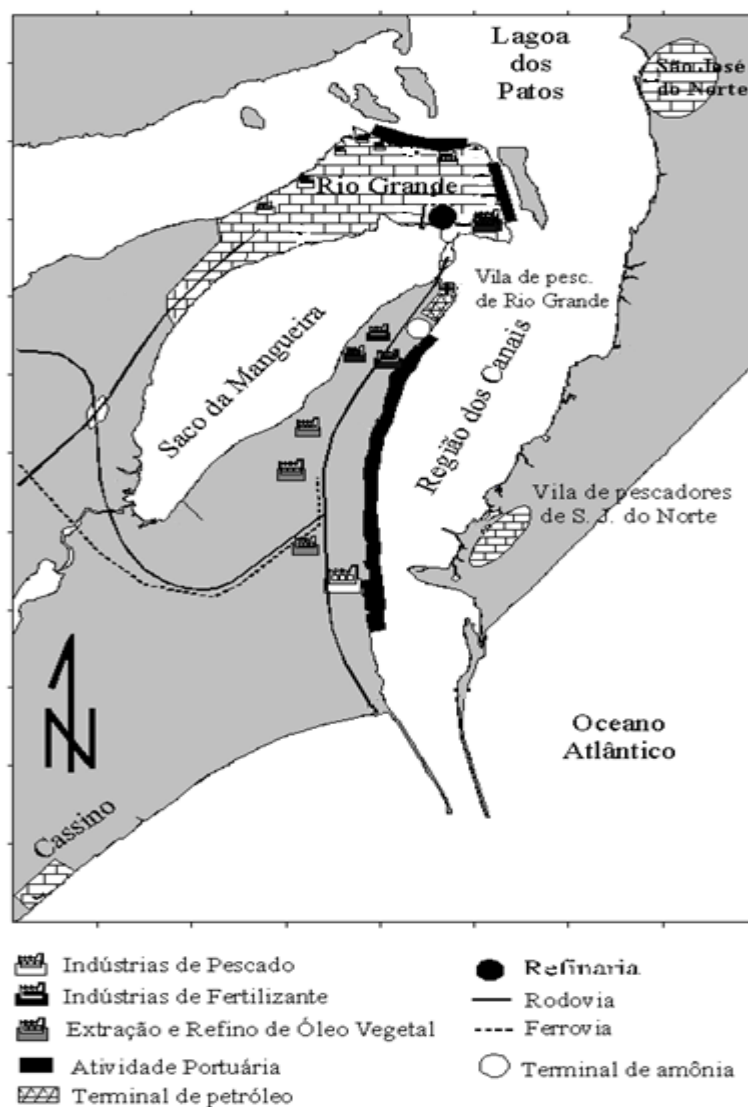 Lagoa
dos
Patos
São José
do Norte
Rio Grande
Vila de pesc.
de Rio Grande
Saco da Mangueira
Região dos Canais
Vila de pescadores
de S. J. do Norte
N
Oceano
Atlântico
Cassino
Indústrias de Pescado
Indústrias de Fertilizante
Extração e Refino de Óleo Vegetal
Atividade Portuária
Terminal de petróleo
Refinaria
Rodovia
Ferrovia
Terminal de amônia